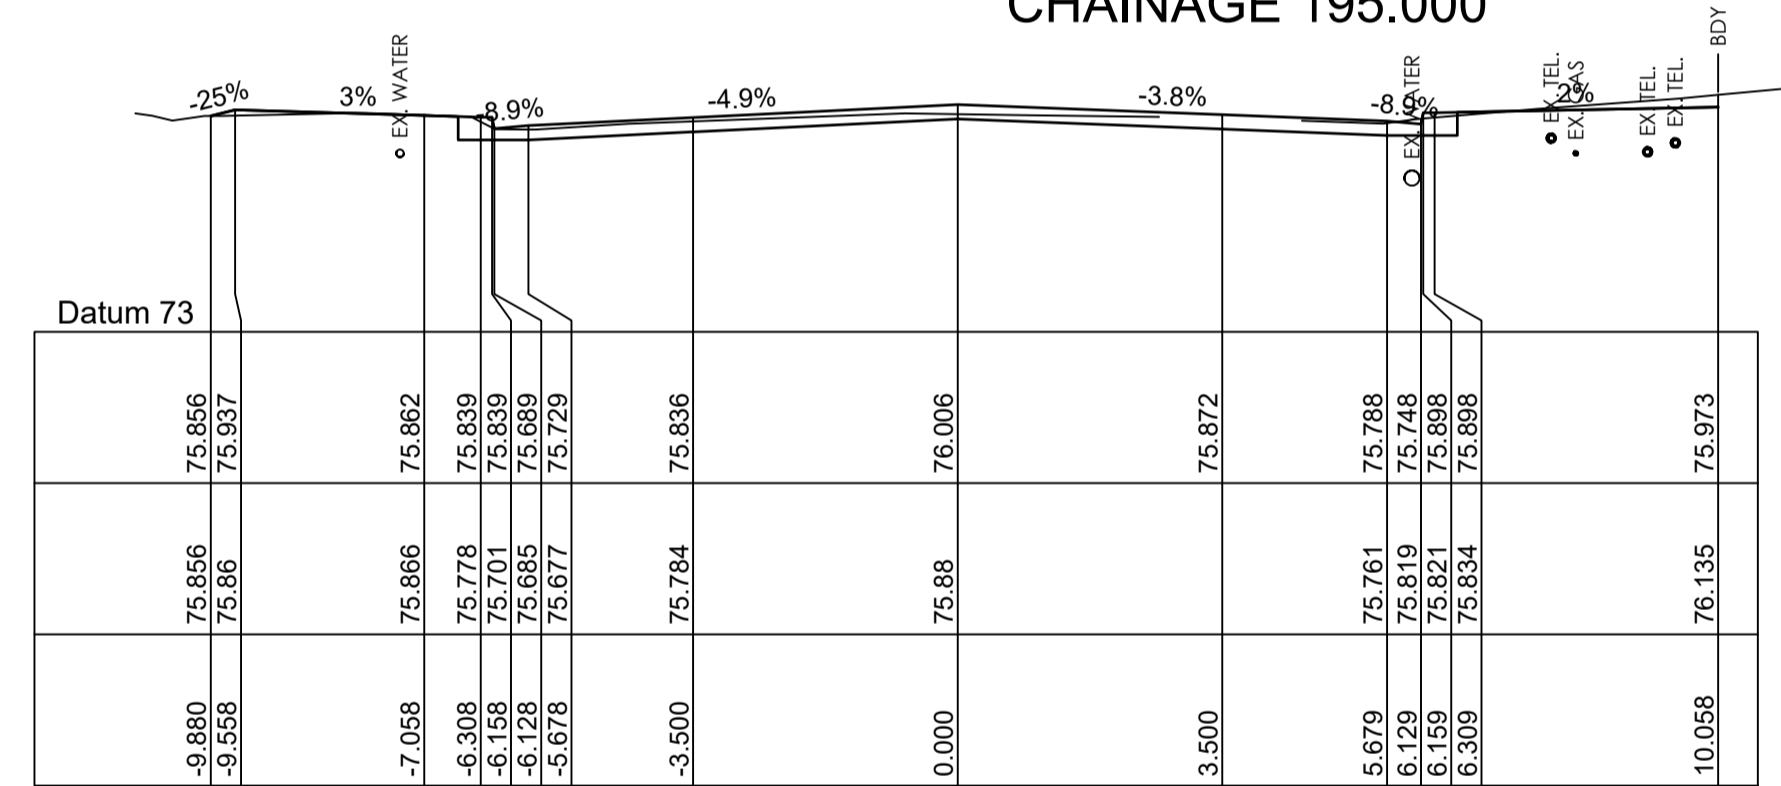 CHAINAGE 195.000
BDY
EX. WATER
EX. WATER
EX. TEL.
EX. GAS
EX. TEL.
EX. TEL.
-25%
3%
-8.9%
-4.9%
-3.8%
-8.9%
2%
Datum 73
75.856 75.937 75.862 75.839 75.839 75.689 75.729 75.836 76.006 75.872 75.788 75.748 75.898 75.898 75.973
75.856 75.86 75.866 75.778 75.701 75.685 75.677 75.784 75.88 75.761 75.819 75.821 75.834 76.135
-9.880 -9.558 -7.058 -6.308 -6.158 -6.128 -5.678 -3.500 0.000 3.500 5.679 6.129 6.159 6.309 10.058